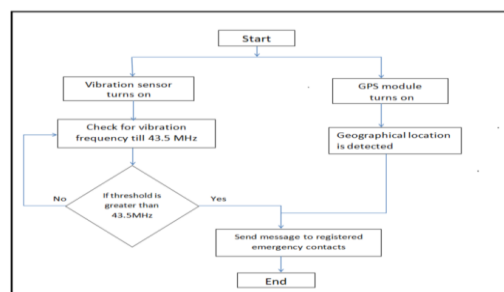 Start
Vibration sensor
turns on
GPS module
turns on
Check for vibration
frequency till 43.5 MHz
Geographical location
is detected
If threshold is
greater than
43.5MHz
No
Yes
Send message to registered
emergency contacts
End